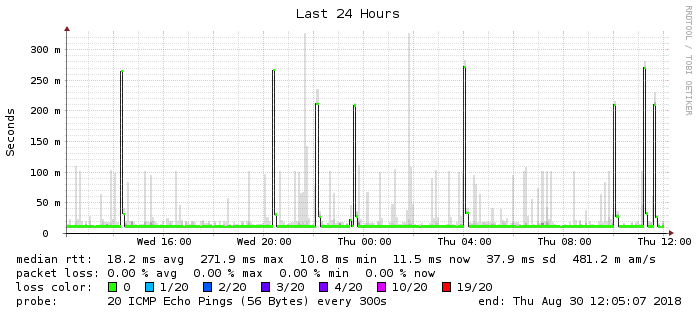 Last 24 Hours
RRDTOOL / TOBI OETIKER
Seconds
300 m
250 m
200 m
150 m
100 m
50 m
0
Wed 16:00 Wed 20:00 Thu 00:00 Thu 04:00 Thu 08:00 Thu 12:00
median rtt: 18.2 ms avg 271.9 ms max 10.8 ms min 11.5 ms now 37.9 ms sd 481.2 m am/s
packet loss: 0.00 % avg 0.00 % max 0.00 % min 0.00 % now
loss color: 0 1/20 2/20 3/20 4/20 10/20 19/20
probe: 20 ICMP Echo Pings (56 Bytes) every 300s end: Thu Aug 30 12:05:07 2018